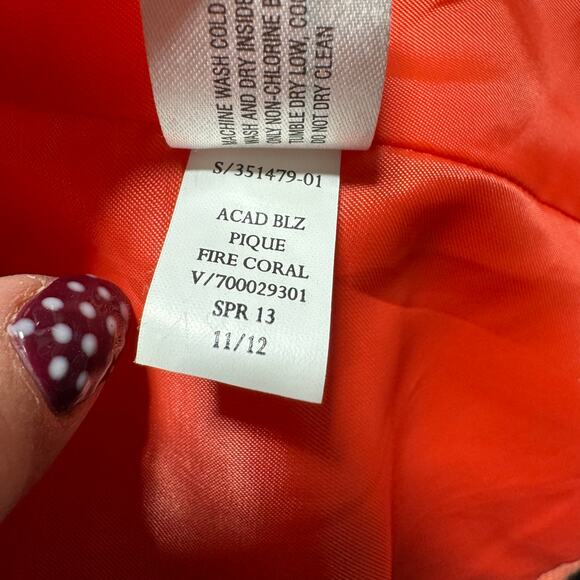 MACHINE WASH COLD
WASH AND DRY INSIDE
ONLY NON-CHLORINE B
TUMBLE DRY LOW, CO
DO NOT DRY CLEAN
S/351479-01
ACAD BLZ
PIQUE
FIRE CORAL
V/700029301
SPR 13
11/12